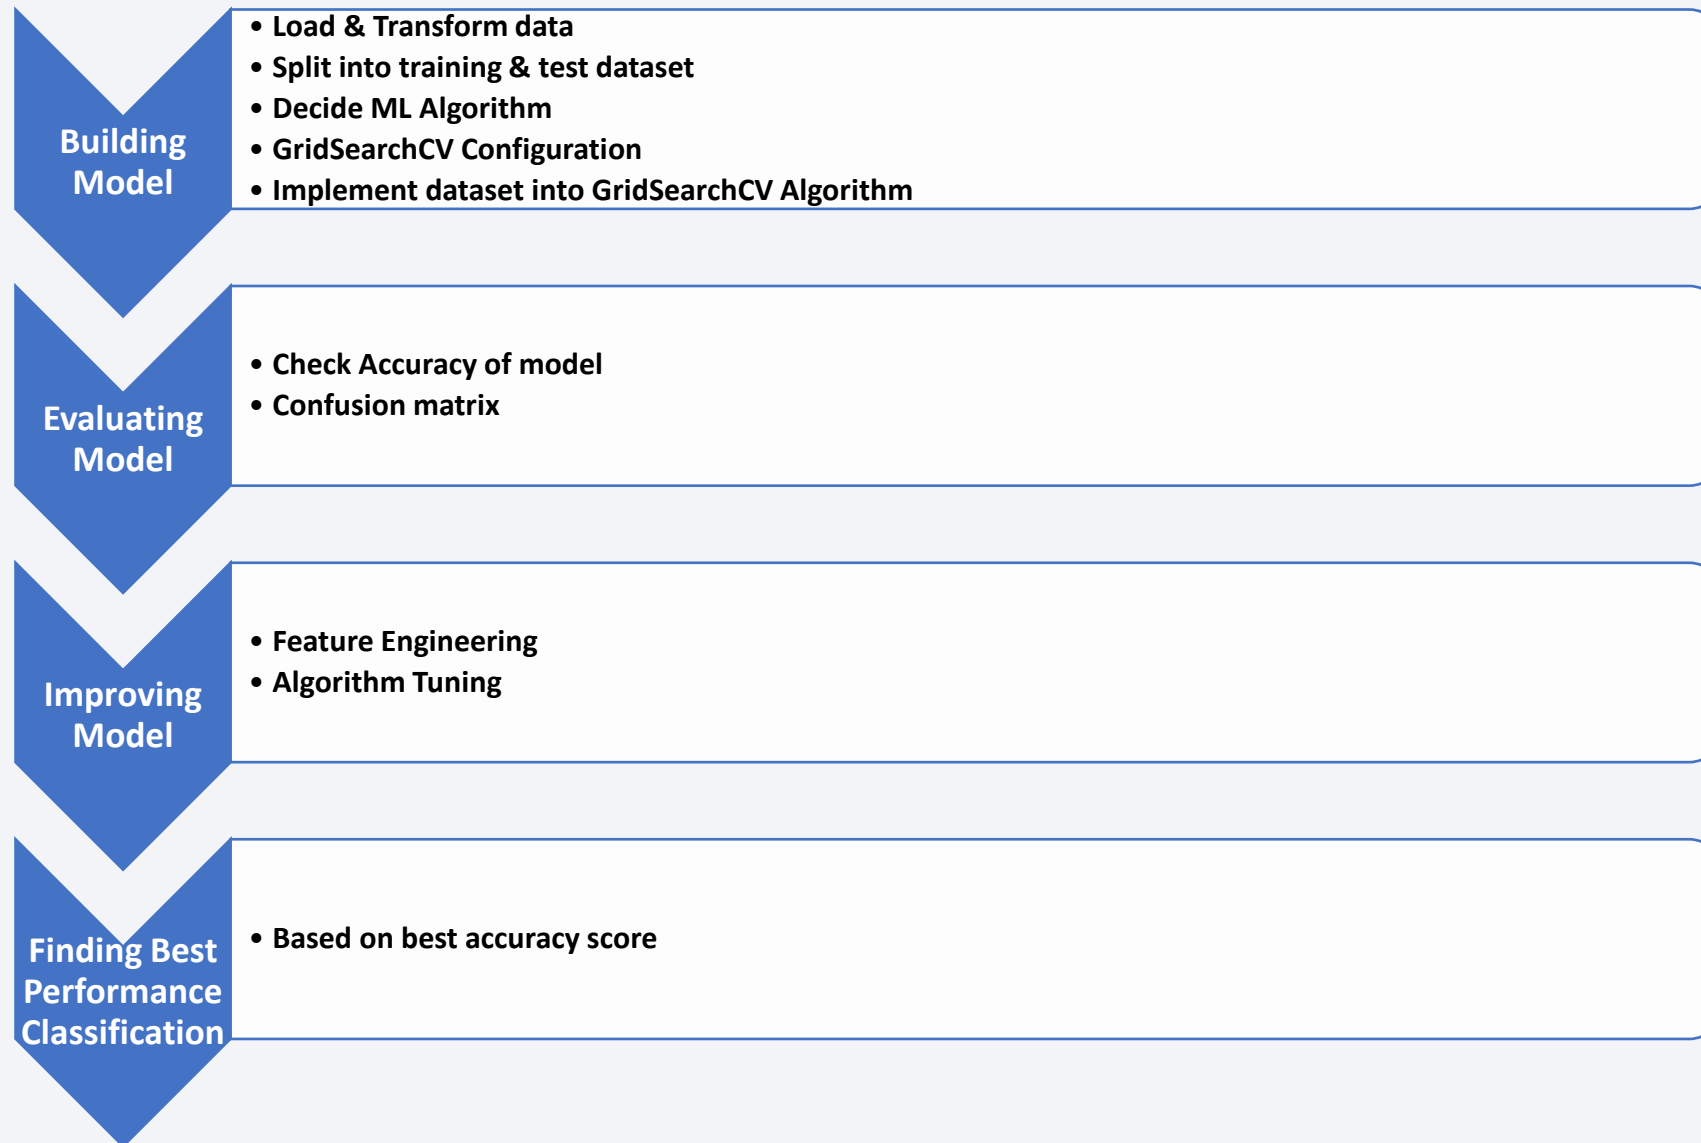 Building
Model
• Load & Transform data
• Split into training & test dataset
• Decide ML Algorithm
• GridSearchCV Configuration
• Implement dataset into GridSearchCV Algorithm
Evaluating
Model
• Check Accuracy of model
• Confusion matrix
Improving
Model
• Feature Engineering
• Algorithm Tuning
Finding Best
Performance
Classification
• Based on best accuracy score